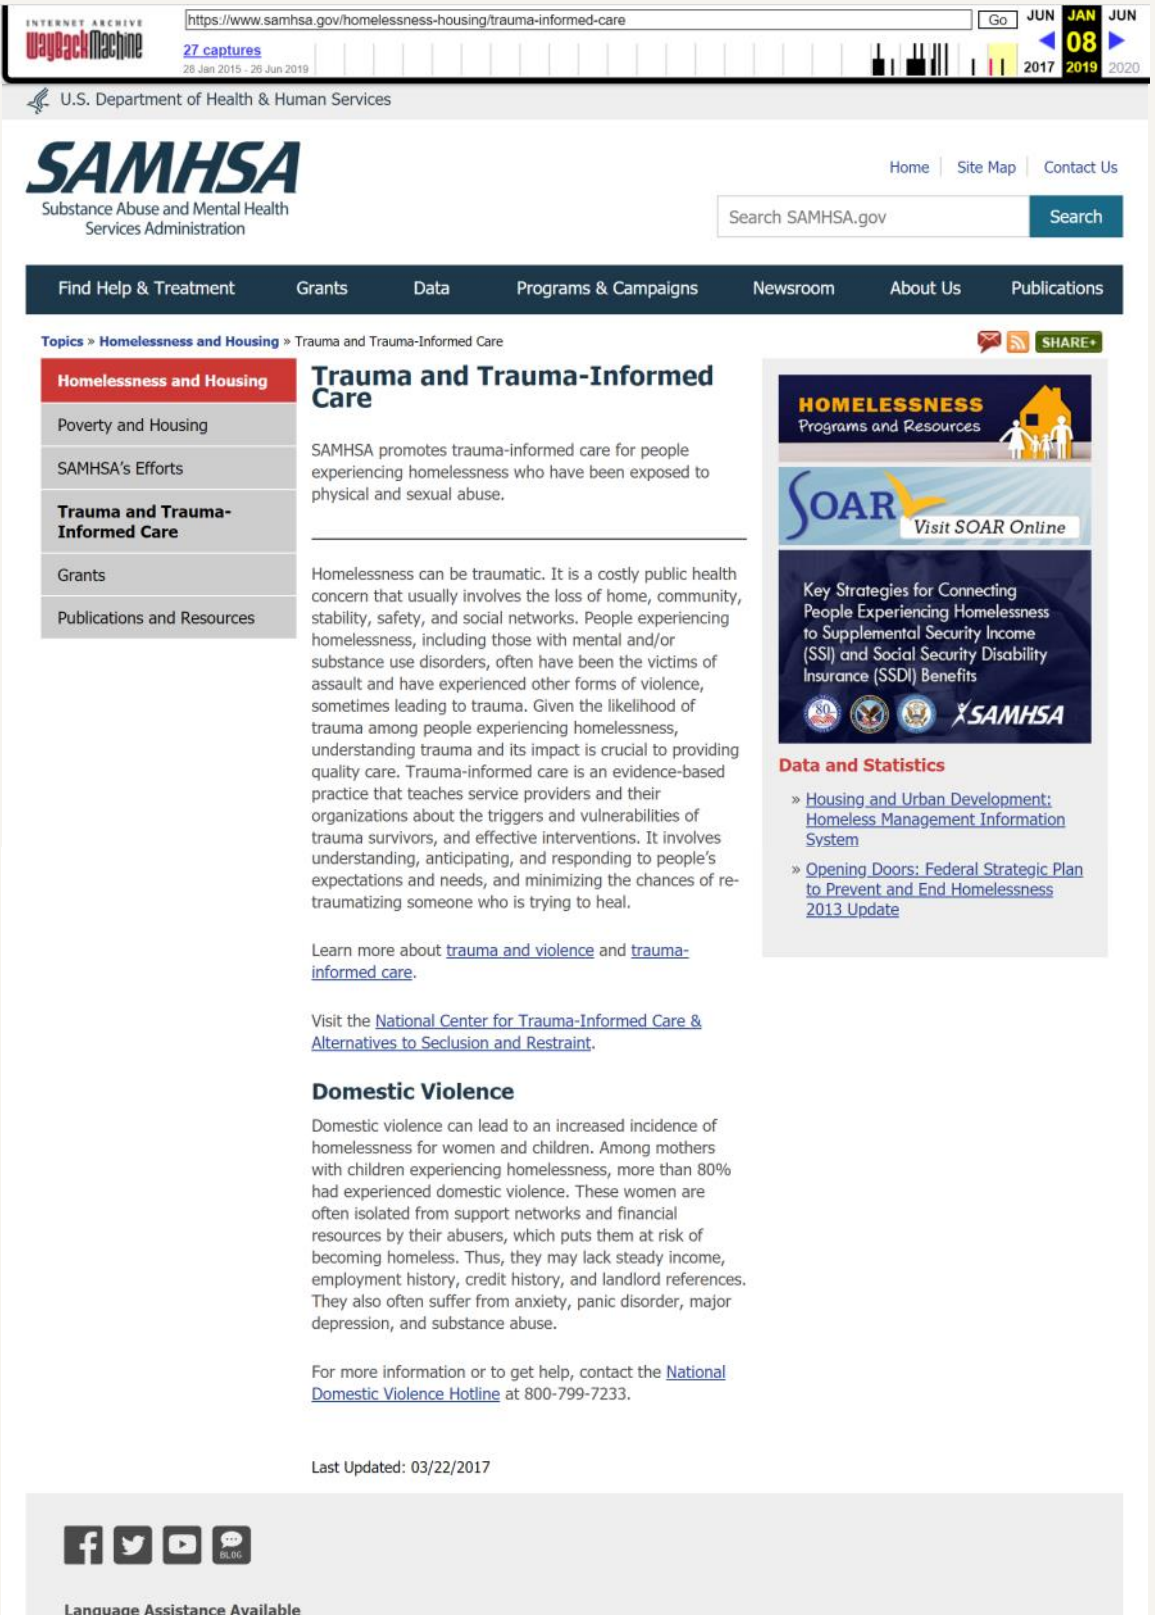 INTERNET ARCHIVE
WayBackMachine
https://www.samhsa.gov/homelessness-housing/trauma-informed-care
Go
JUN JAN JUN
27 captures
08
28 Jan 2015 - 26 Jun 2019
2017 2019 2020
U.S. Department of Health & Human Services
SAMHSA
Substance Abuse and Mental Health
Services Administration
Home
Site Map
Contact Us
Search SAMHSA.gov
Search
Find Help & Treatment
Grants
Data
Programs & Campaigns
Newsroom
About Us
Publications
Topics » Homelessness and Housing » Trauma and Trauma-Informed Care
SHARE+
Homelessness and Housing
Poverty and Housing
SAMHSA's Efforts
Trauma and Trauma-
Informed Care
Grants
Publications and Resources
Trauma and Trauma-Informed
Care
SAMHSA promotes trauma-informed care for people
experiencing homelessness who have been exposed to
physical and sexual abuse.
Homelessness can be traumatic. It is a costly public health
concern that usually involves the loss of home, community,
stability, safety, and social networks. People experiencing
homelessness, including those with mental and/or
substance use disorders, often have been the victims of
assault and have experienced other forms of violence,
sometimes leading to trauma. Given the likelihood of
trauma among people experiencing homelessness,
understanding trauma and its impact is crucial to providing
quality care. Trauma-informed care is an evidence-based
practice that teaches service providers and their
organizations about the triggers and vulnerabilities of
trauma survivors, and effective interventions. It involves
understanding, anticipating, and responding to people's
expectations and needs, and minimizing the chances of re-
traumatizing someone who is trying to heal.
Learn more about trauma and violence and trauma-
informed care.
Visit the National Center for Trauma-Informed Care &
Alternatives to Seclusion and Restraint.
Domestic Violence
Domestic violence can lead to an increased incidence of
homelessness for women and children. Among mothers
with children experiencing homelessness, more than 80%
had experienced domestic violence. These women are
often isolated from support networks and financial
resources by their abusers, which puts them at risk of
becoming homeless. Thus, they may lack steady income,
employment history, credit history, and landlord references.
They also often suffer from anxiety, panic disorder, major
depression, and substance abuse.
For more information or to get help, contact the National
Domestic Violence Hotline at 800-799-7233.
Last Updated: 03/22/2017
HOMELESSNESS
Programs and Resources
SOAR
Visit SOAR Online
Key Strategies for Connecting
People Experiencing Homelessness
to Supplemental Security Income
(SSI) and Social Security Disability
Insurance (SSDI) Benefits
80
SAMHSA
Data and Statistics
» Housing and Urban Development:
Homeless Management Information
System
» Opening Doors: Federal Strategic Plan
to Prevent and End Homelessness
2013 Update
BLOG
Language Assistance Available